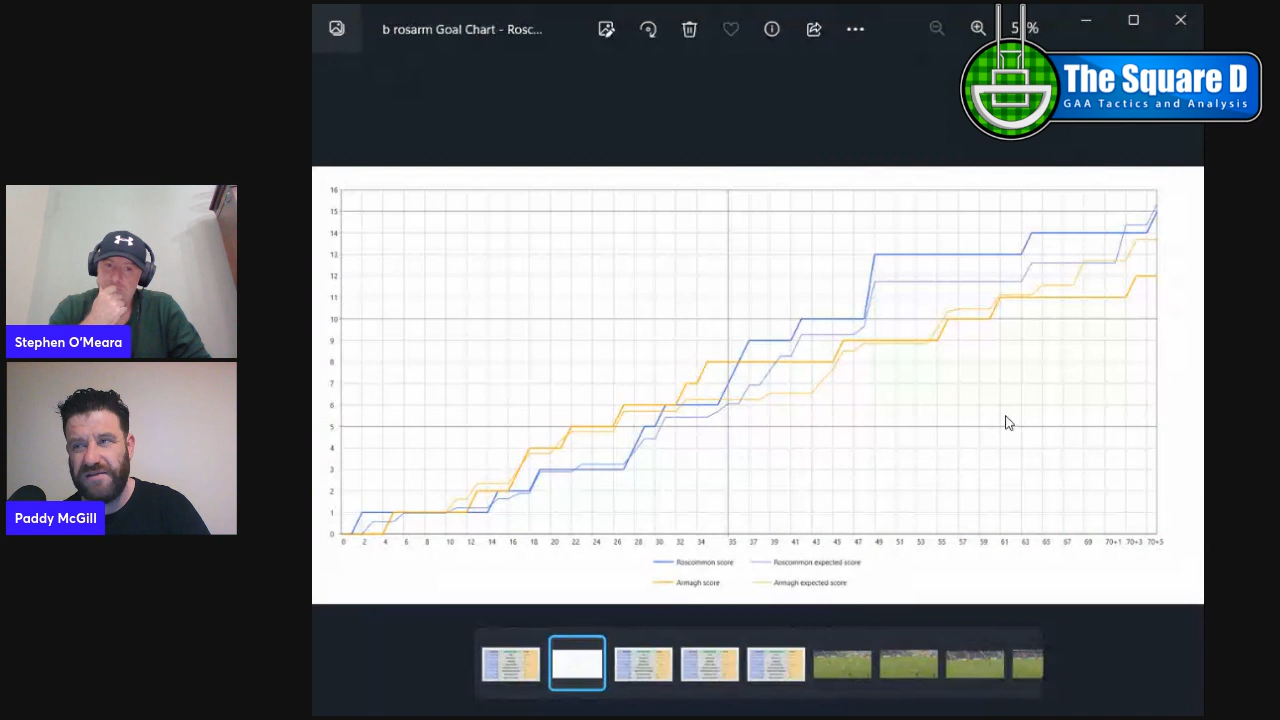 b rosarm Goal Chart - Rosc...
The Square D
GAA Tactics and Analysis
16
15
14
13
12
11
10
9
8
7
6
5
4
3
2
1
0
0 2 4 6 8 10 12 14 16 18 20 22 24 26 28 30 32 34 35 37 39 41 43 45 47 49 51 53 55 57 59 61 63 65 67 69 70+1 70+3 70+5
Roscommon score Roscommon expected score
Armagh score Armagh expected score
Stephen O'Meara
Paddy McGill